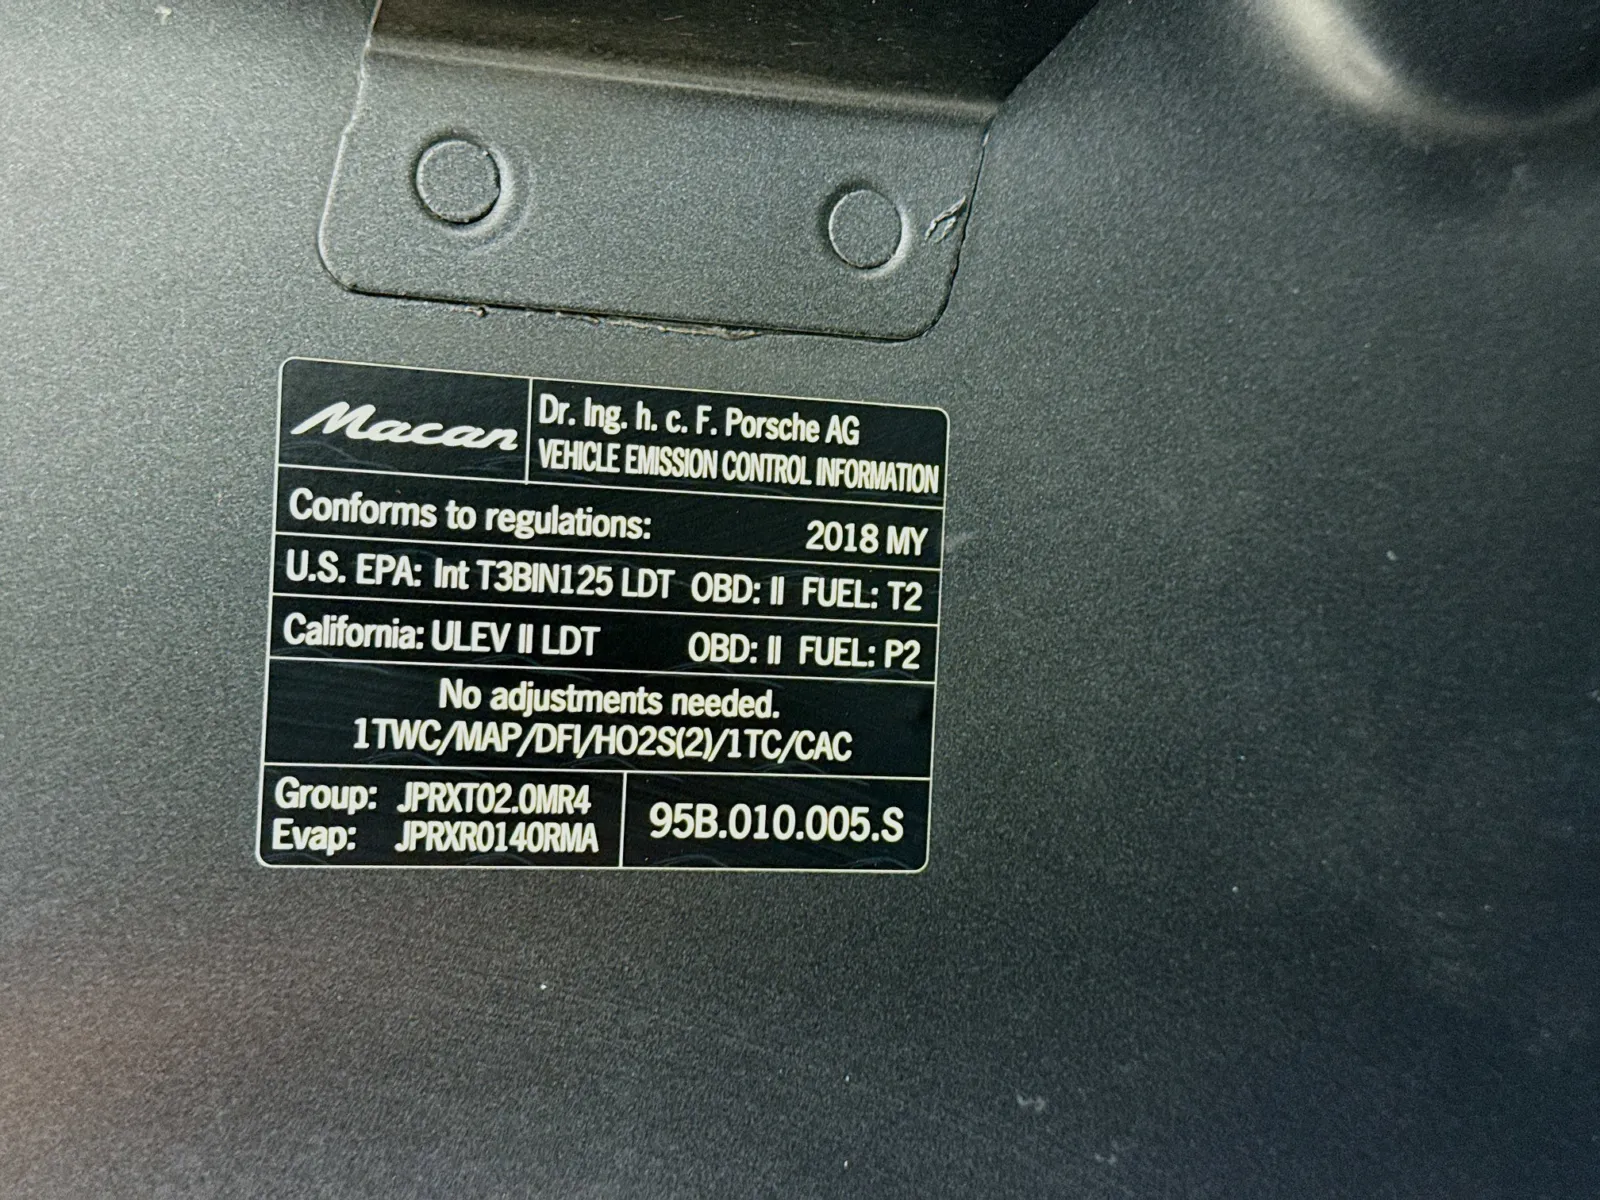 Macan
Dr. Ing. h. c. F. Porsche AG
VEHICLE EMISSION CONTROL INFORMATION
Conforms to regulations: 2018 MY
U.S. EPA: Int T3BIN125 LDT OBD: II FUEL: T2
California: ULEV II LDT OBD: II FUEL: P2
No adjustments needed.
1TWC/MAP/DFI/HO2S(2)/1TC/CAC
Group: JPRXT02.0MR4
Evap: JPRXR0140RMA
95B.010.005.S